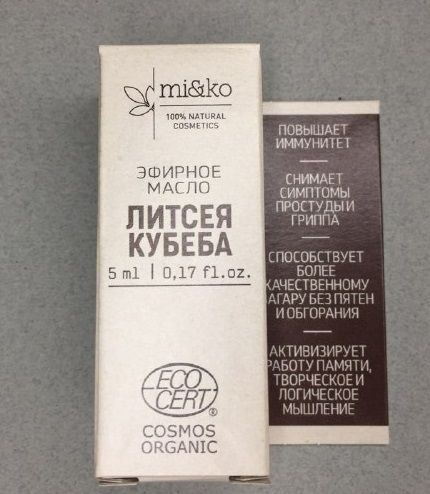 mi&ko
100% NATURAL
COSMETICS
ЭФИРНОЕ
МАСЛО
ЛИТСЕЯ
КУБЕБА
5 ml | 0,17 fl.oz.
ECO
CERT
®
COSMOS
ORGANIC
ПОВЫШАЕТ
ИММУНИТЕТ
СНИМАЕТ
СИМПТОМЫ
ПРОСТУДЫ И
ГРИППА
СПОСОБСТВУЕТ
БОЛЕЕ
КАЧЕСТВЕННОМУ
ЗАГАРУ БЕЗ ПЯТЕН
И ОБГОРАНИЯ
АКТИВИЗИРУЕТ
РАБОТУ ПАМЯТИ,
ТВОРЧЕСКОЕ И
ЛОГИЧЕСКОЕ
МЫШЛЕНИЕ